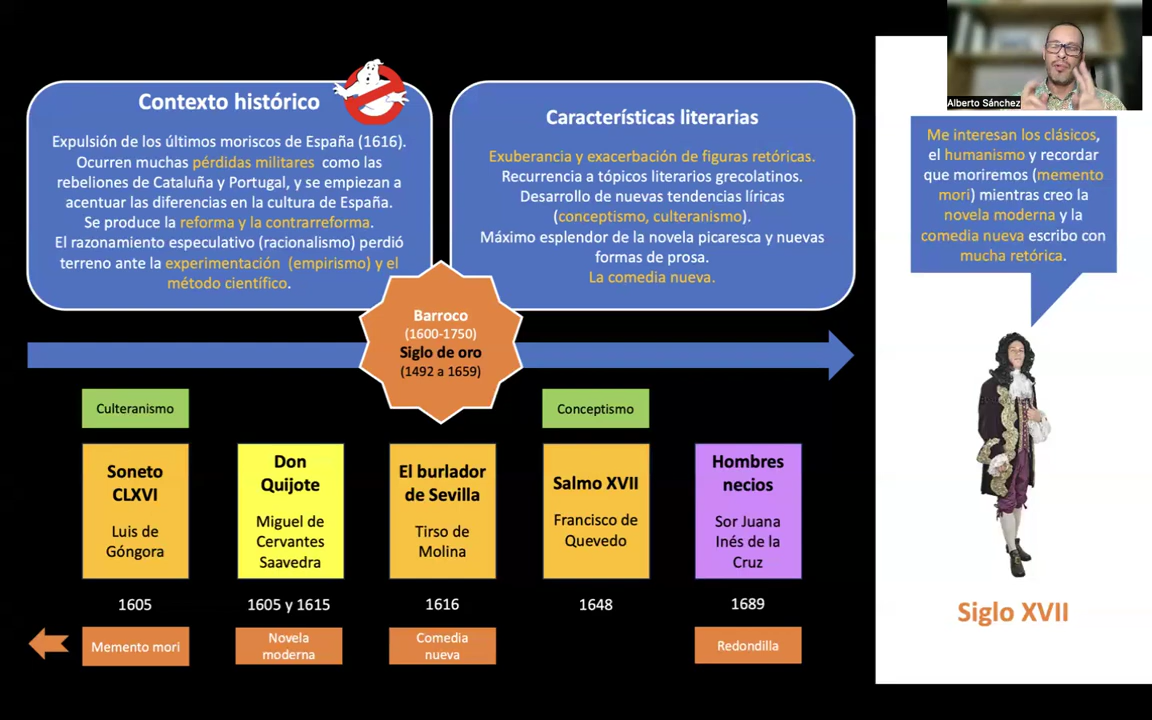 Alberto Sánchez
Contexto histórico
Expulsión de los últimos moriscos de España (1616).
Ocurren muchas pérdidas militares como las
rebeliones de Cataluña y Portugal, y se empiezan a
acentuar las diferencias en la cultura de España.
Se produce la reforma y la contrarreforma.
El razonamiento especulativo (racionalismo) perdió
terreno ante la experimentación (empirismo) y el
método científico.
Características literarias
Exuberancia y exacerbación de figuras retóricas.
Recurrencia a tópicos literarios grecolatinos.
Desarrollo de nuevas tendencias líricas
(conceptismo, culteranismo).
Máximo esplendor de la novela picaresca y nuevas
formas de prosa.
La comedia nueva.
Me interesan los clásicos,
el humanismo y recordar
que moriremos (memento
mori) mientras creo la
novela moderna y la
comedia nueva escribo con
mucha retórica.
Barroco
(1600-1750)
Siglo de oro
(1492 a 1659)
Culteranismo
Conceptismo
Soneto
CLXVI
Luis de
Góngora
Don
Quijote
Miguel de
Cervantes
Saavedra
El burlador
de Sevilla
Tirso de
Molina
Salmo XVII
Francisco de
Quevedo
Hombres
necios
Sor Juana
Inés de la
Cruz
1605
1605 y 1615
1616
1648
1689
Memento mori
Novela
moderna
Comedia
nueva
Redondilla
Siglo XVII